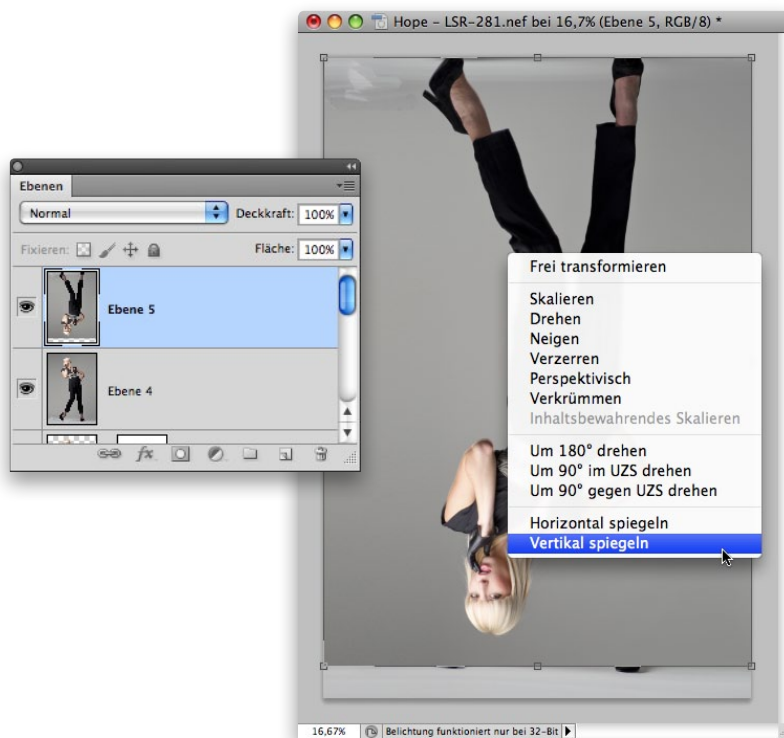 Hope – LSR-281.nef bei 16,7% (Ebene 5, RGB/8) *
Ebenen
Normal
Deckkraft: 100%
Fixieren:
Fläche: 100%
Ebene 5
Ebene 4
fx
Frei transformieren
Skalieren
Drehen
Neigen
Verzerren
Perspektivisch
Verkrümmen
Inhaltsbewahrendes Skalieren
Um 180° drehen
Um 90° im UZS drehen
Um 90° gegen UZS drehen
Horizontal spiegeln
Vertikal spiegeln
16,67%
Belichtung funktioniert nur bei 32-Bit